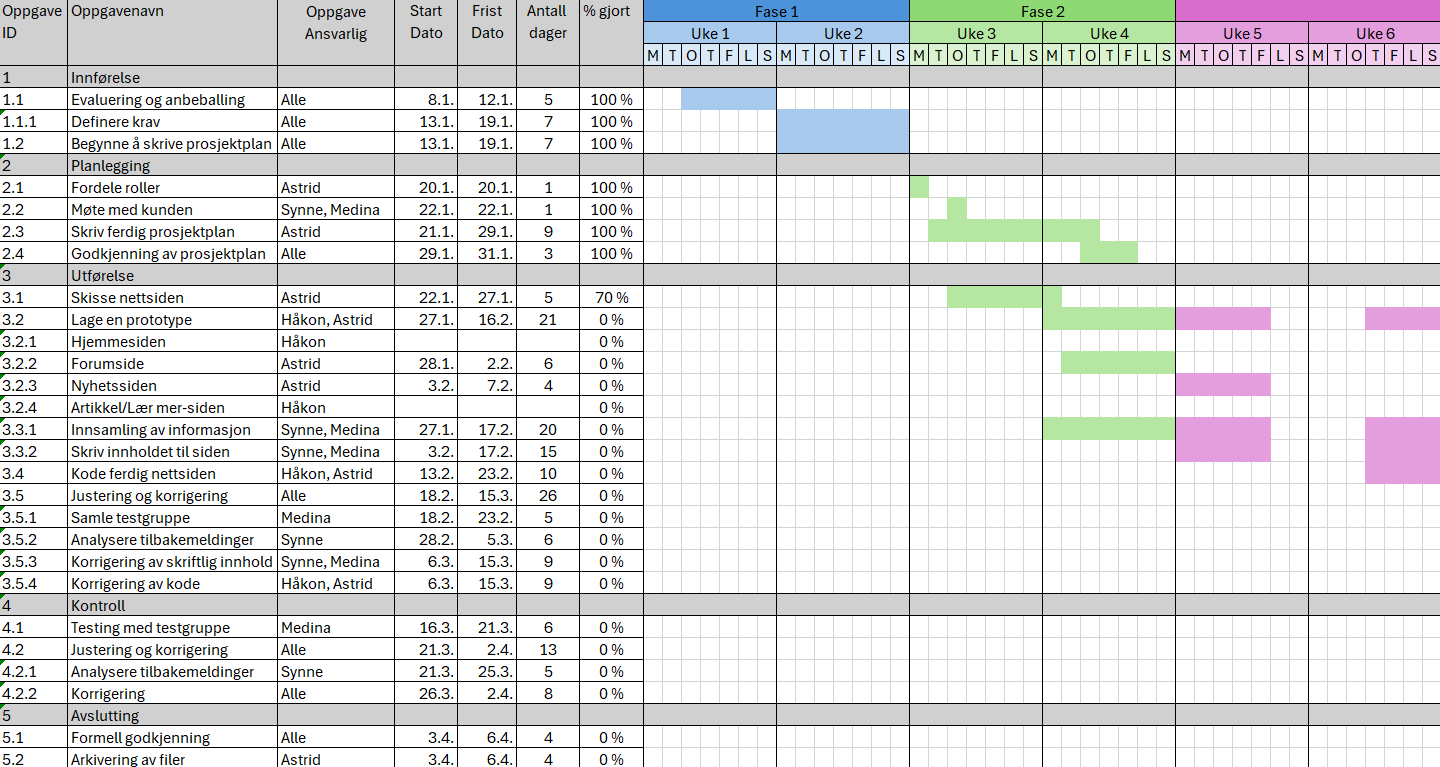 Oppgave ID Oppgavenavn Oppgave Ansvarlig Start Dato Frist Dato Antall dager % gjort Fase 1 Fase 2
Uke 1 Uke 2 Uke 3 Uke 4 Uke 5 Uke 6
M T O T F L S M T O T F L S M T O T F L S M T O T F L S M T O T F L S M T O T F L S
1 Innførelse
1.1 Evaluering og anbeballing Alle 8.1. 12.1. 5 100 %
1.1.1 Definere krav Alle 13.1. 19.1. 7 100 %
1.2 Begynne å skrive prosjektplan Alle 13.1. 19.1. 7 100 %
2 Planlegging
2.1 Fordele roller Astrid 20.1. 20.1. 1 100 %
2.2 Møte med kunden Synne, Medina 22.1. 22.1. 1 100 %
2.3 Skriv ferdig prosjektplan Astrid 21.1. 29.1. 9 100 %
2.4 Godkjenning av prosjektplan Alle 29.1. 31.1. 3 100 %
3 Utførelse
3.1 Skisse nettsiden Astrid 22.1. 27.1. 5 70 %
3.2 Lage en prototype Håkon, Astrid 27.1. 16.2. 21 0 %
3.2.1 Hjemmesiden Håkon 0 %
3.2.2 Forumside Astrid 28.1. 2.2. 6 0 %
3.2.3 Nyhetssiden Astrid 3.2. 7.2. 4 0 %
3.2.4 Artikkel/Lær mer-siden Håkon 0 %
3.3.1 Innsamling av informasjon Synne, Medina 27.1. 17.2. 20 0 %
3.3.2 Skriv innholdet til siden Synne, Medina 3.2. 17.2. 15 0 %
3.4 Kode ferdig nettsiden Håkon, Astrid 13.2. 23.2. 10 0 %
3.5 Justering og korrigering Alle 18.2. 15.3. 26 0 %
3.5.1 Samle testgruppe Medina 18.2. 23.2. 5 0 %
3.5.2 Analysere tilbakemeldinger Synne 28.2. 5.3. 6 0 %
3.5.3 Korrigering av skriftlig innhold Synne, Medina 6.3. 15.3. 9 0 %
3.5.4 Korrigering av kode Håkon, Astrid 6.3. 15.3. 9 0 %
4 Kontroll
4.1 Testing med testgruppe Medina 16.3. 21.3. 6 0 %
4.2 Justering og korrigering Alle 21.3. 2.4. 13 0 %
4.2.1 Analysere tilbakemeldinger Synne 21.3. 25.3. 5 0 %
4.2.2 Korrigering Alle 26.3. 2.4. 8 0 %
5 Avslutting
5.1 Formell godkjenning Alle 3.4. 6.4. 4 0 %
5.2 Arkivering av filer Astrid 3.4. 6.4. 4 0 %